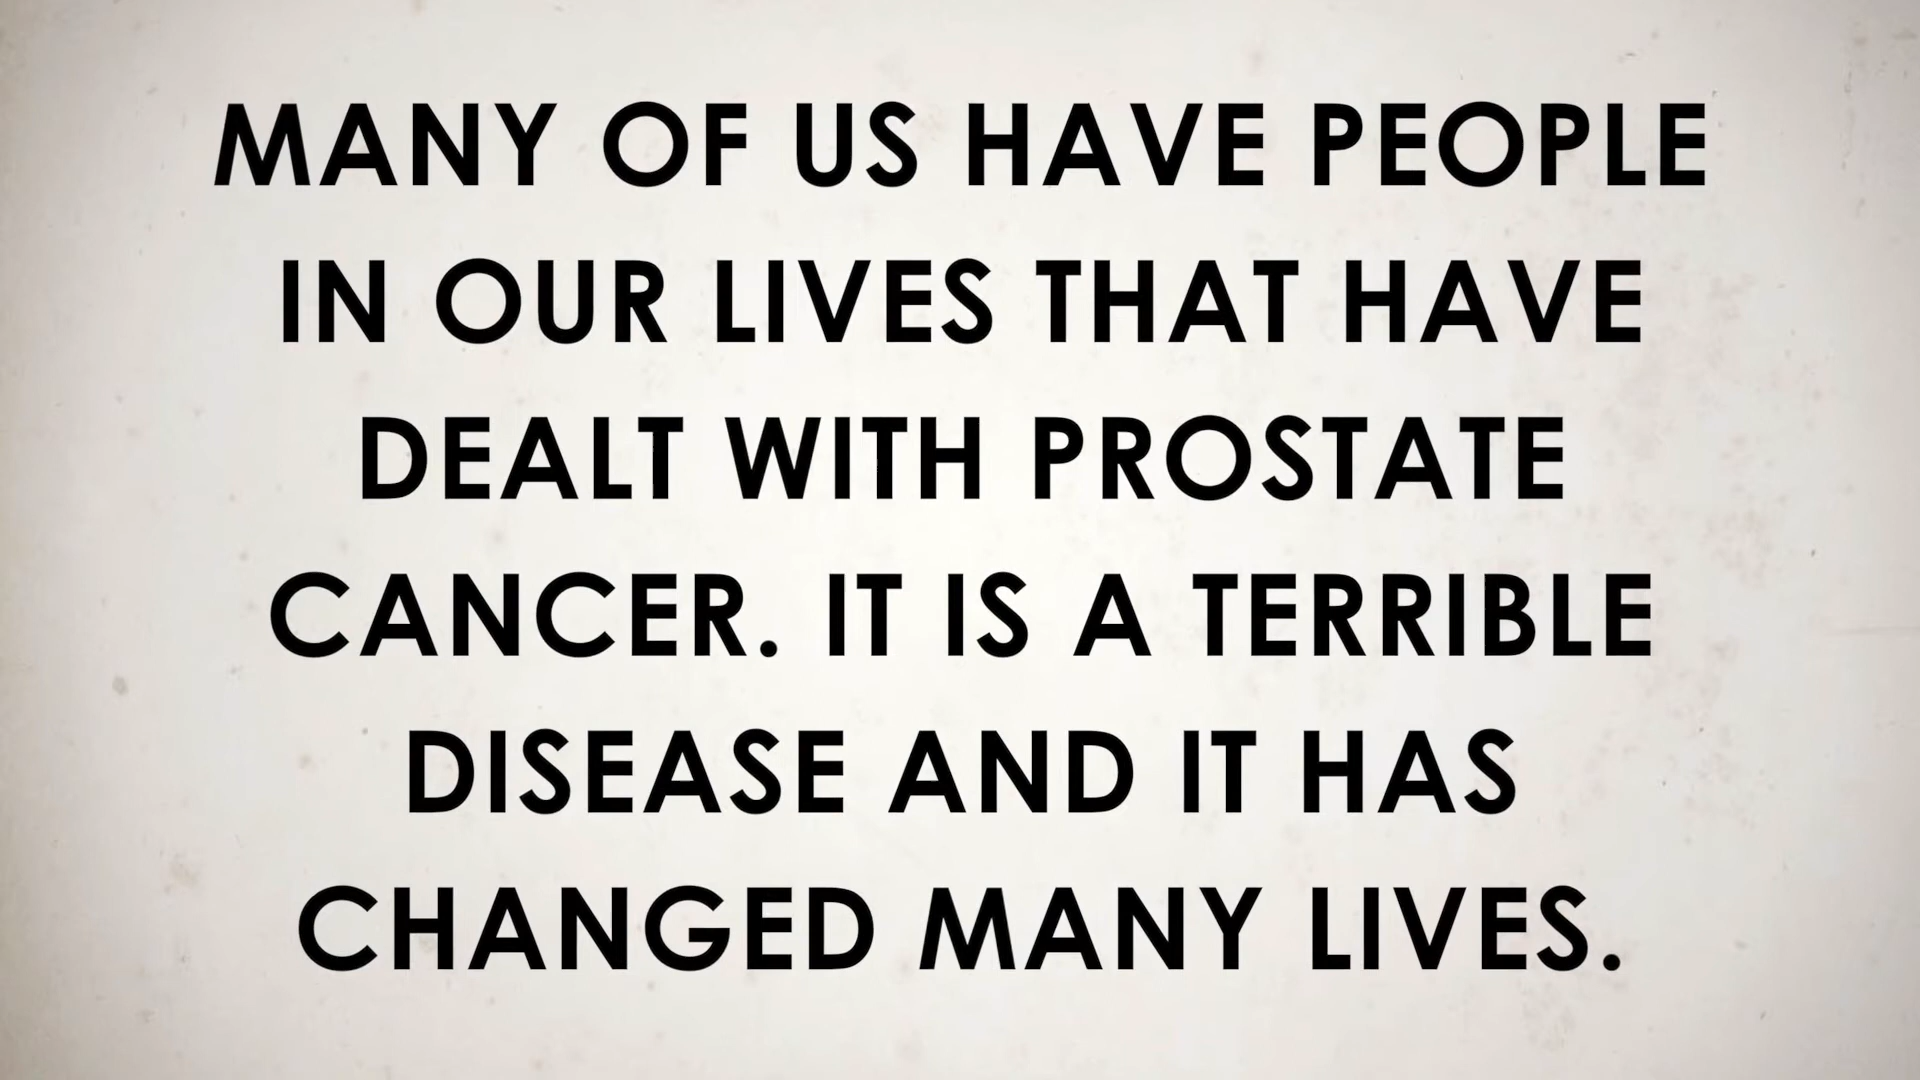 MANY OF US HAVE PEOPLE
IN OUR LIVES THAT HAVE
DEALT WITH PROSTATE
CANCER. IT IS A TERRIBLE
DISEASE AND IT HAS
CHANGED MANY LIVES.